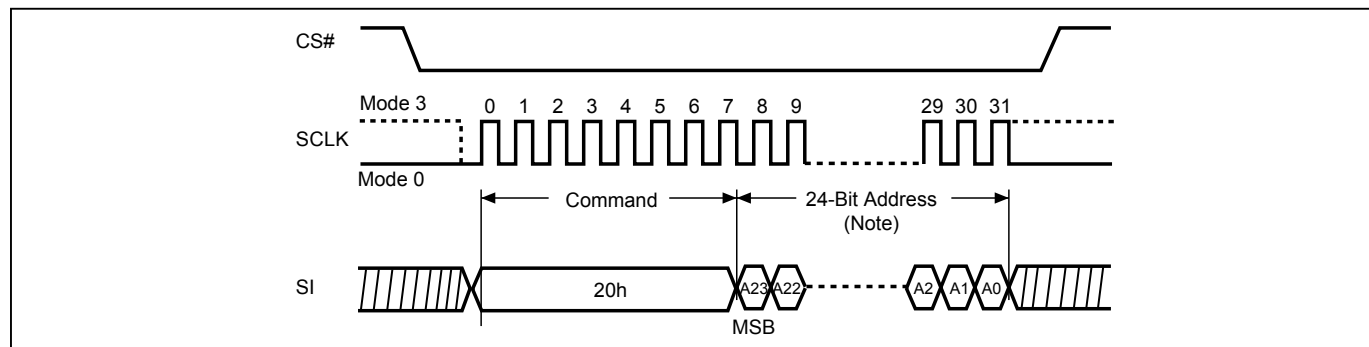 CS#
Mode 3
0 1 2 3 4 5 6 7 8 9 29 30 31
SCLK
Mode 0
Command
24-Bit Address
(Note)
SI
20h
A23 A22 A2 A1 A0
MSB